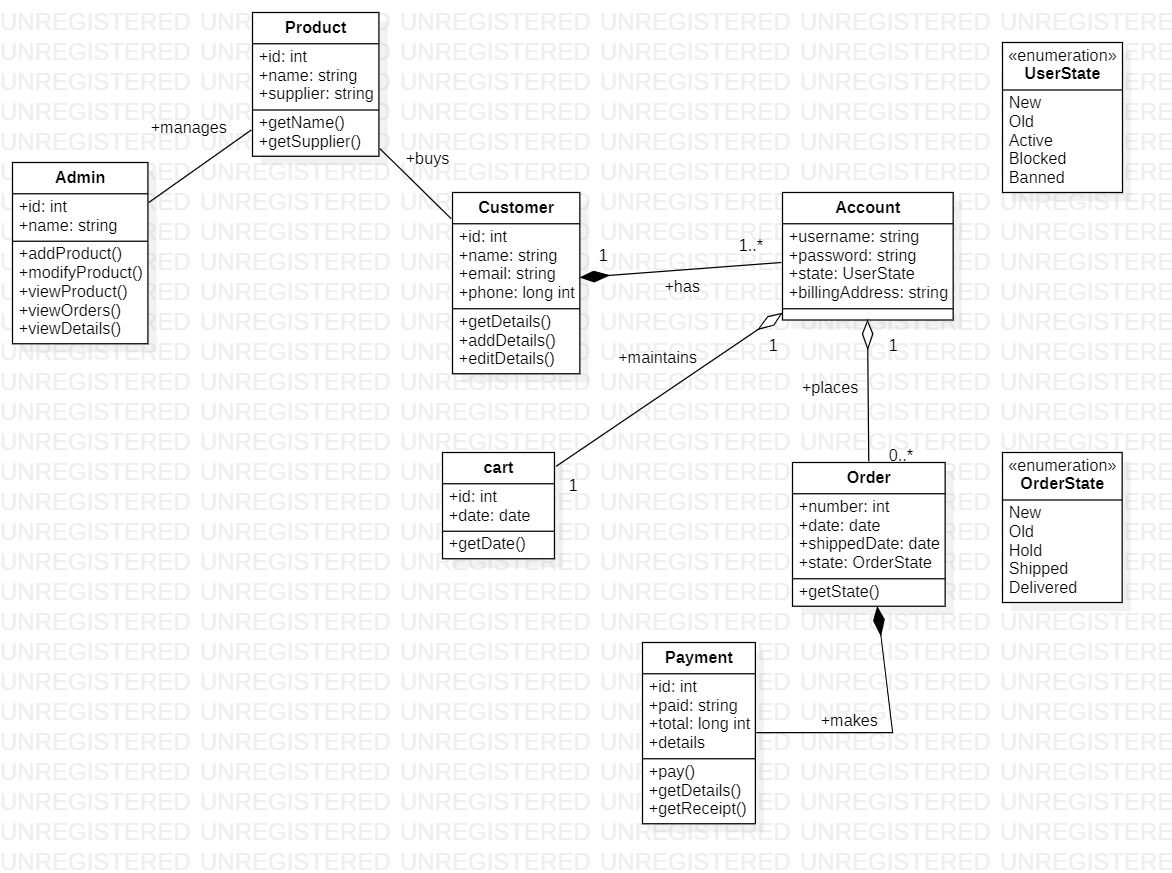 Product
+id: int
+name: string
+supplier: string
+getName()
+getSupplier()
«enumeration»
UserState
New
Old
Active
Blocked
Banned
+manages
+buys
Admin
+id: int
+name: string
+addProduct()
+modifyProduct()
+viewProduct()
+viewOrders()
+viewDetails()
Customer
+id: int
+name: string
+email: string
+phone: long int
+getDetails()
+addDetails()
+editDetails()
1
1..*
+has
Account
+username: string
+password: string
+state: UserState
+billingAddress: string
+maintains
1
1
+places
0..*
cart
+id: int
+date: date
+getDate()
1
Order
+number: int
+date: date
+shippedDate: date
+state: OrderState
+getState()
«enumeration»
OrderState
New
Old
Hold
Shipped
Delivered
Payment
+id: int
+paid: string
+total: long int
+details
+pay()
+getDetails()
+getReceipt()
+makes
UNREGISTERED